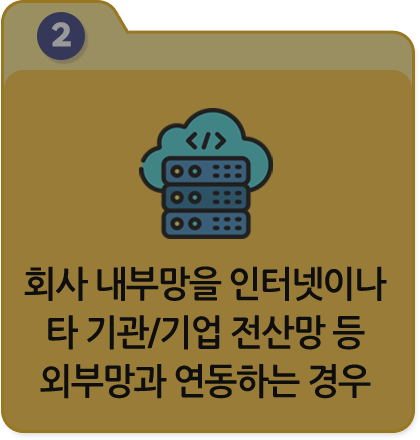 2
</>
회사 내부망을 인터넷이나
타 기관/기업 전산망 등
외부망과 연동하는 경우